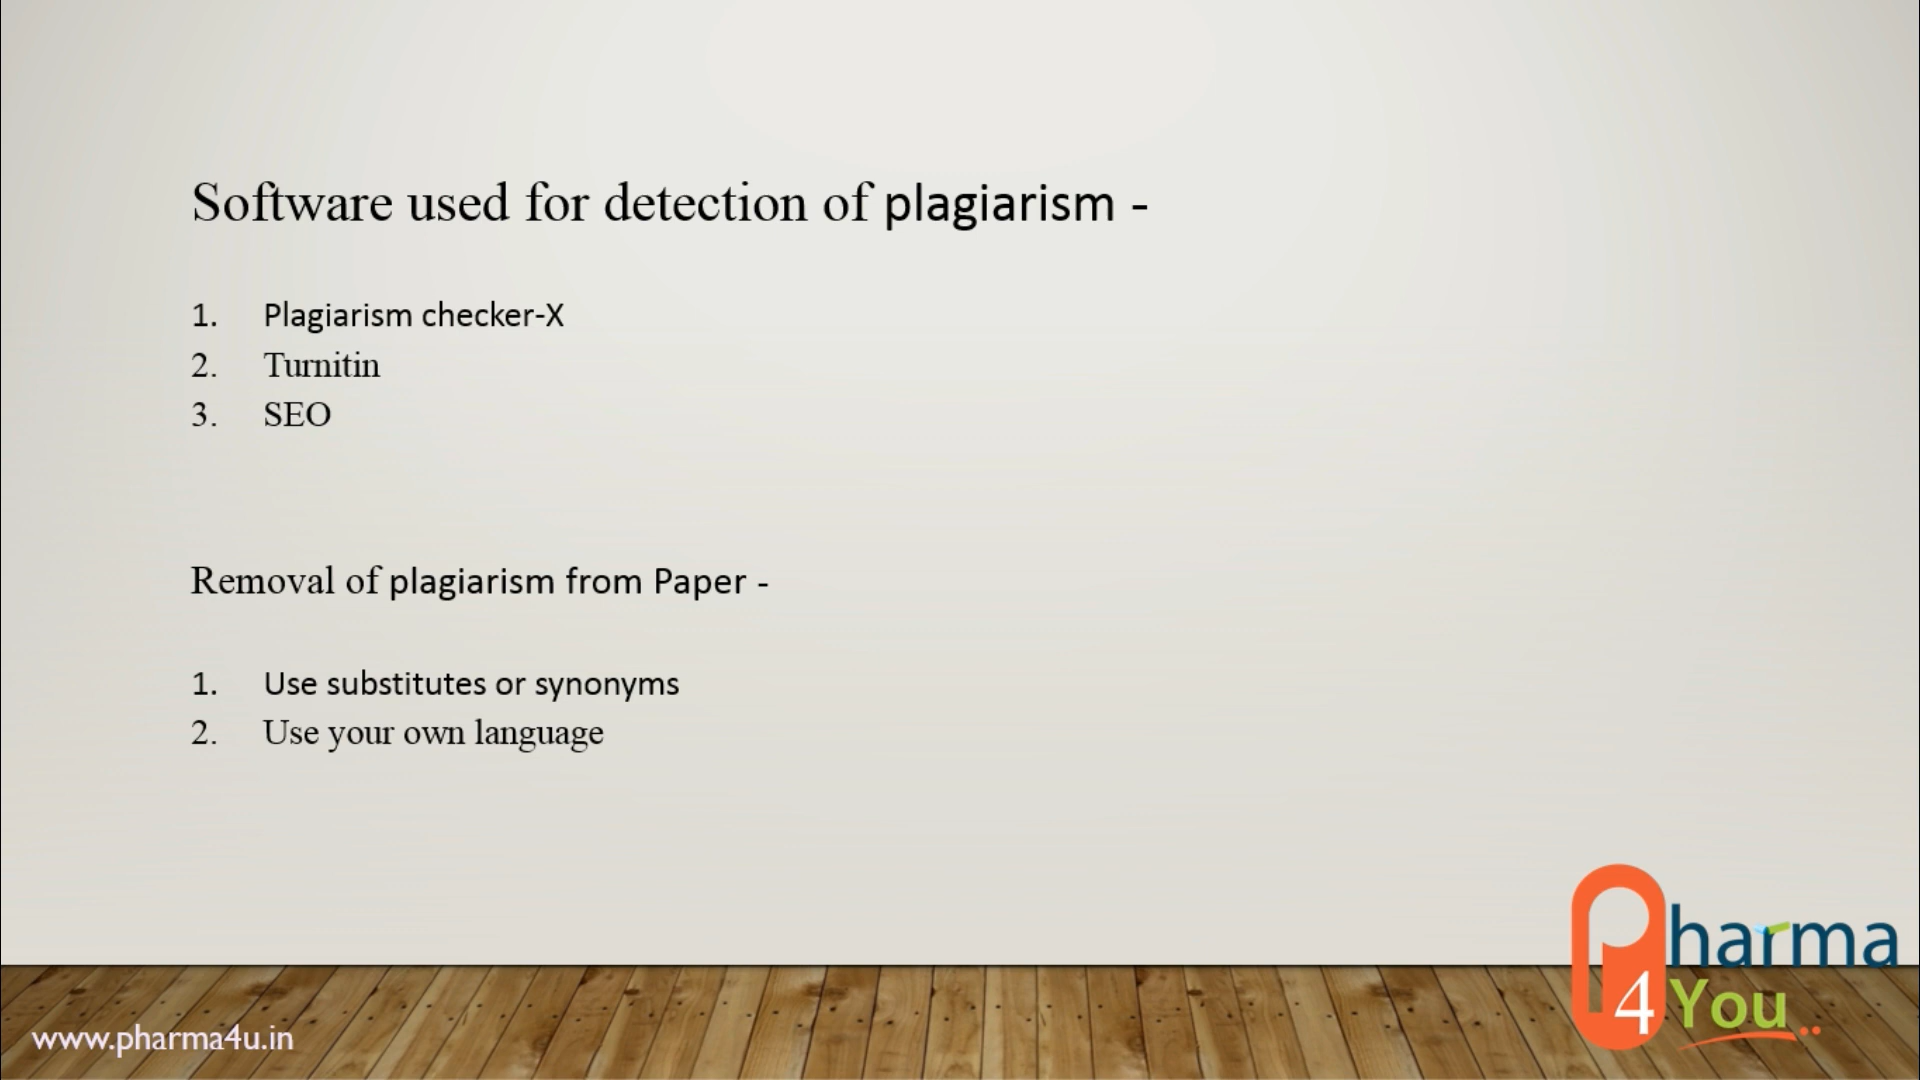 Software used for detection of plagiarism -
1. Plagiarism checker-X
2. Turnitin
3. SEO
Removal of plagiarism from Paper -
1. Use substitutes or synonyms
2. Use your own language
Pharma
4 You
www.pharma4u.in